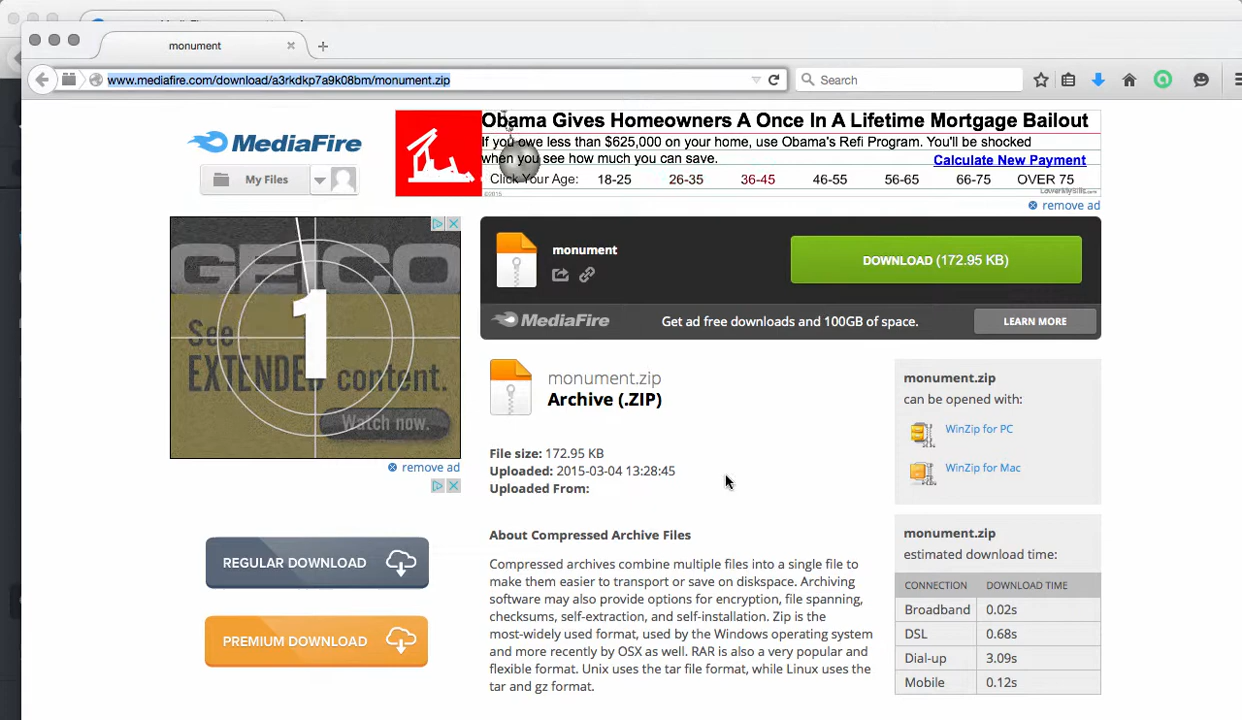 monument
www.mediafire.com/download/a3rkdkp7a9k08bm/monument.zip
Search
MediaFire
My Files
Obama Gives Homeowners A Once In A Lifetime Mortgage Bailout
If you owe less than $625,000 on your home, use Obama's Refi Program. You'll be shocked
when you see how much you can save.
Calculate New Payment
Click Your Age: 18-25 26-35 36-45 46-55 56-65 66-75 OVER 75
©2015
LowerMyBills.com
remove ad
GEICO
1
See
EXTENDED content.
Watch now.
remove ad
monument
DOWNLOAD (172.95 KB)
MediaFire
Get ad free downloads and 100GB of space.
LEARN MORE
monument.zip
Archive (.ZIP)
File size: 172.95 KB
Uploaded: 2015-03-04 13:28:45
Uploaded From:
monument.zip
can be opened with:
WinZip for PC
WinZip for Mac
REGULAR DOWNLOAD
PREMIUM DOWNLOAD
About Compressed Archive Files
Compressed archives combine multiple files into a single file to
make them easier to transport or save on diskspace. Archiving
software may also provide options for encryption, file spanning,
checksums, self-extraction, and self-installation. Zip is the
most-widely used format, used by the Windows operating system
and more recently by OSX as well. RAR is also a very popular and
flexible format. Unix uses the tar file format, while Linux uses the
tar and gz format.
monument.zip
estimated download time:
CONNECTION DOWNLOAD TIME
Broadband 0.02s
DSL 0.68s
Dial-up 3.09s
Mobile 0.12s